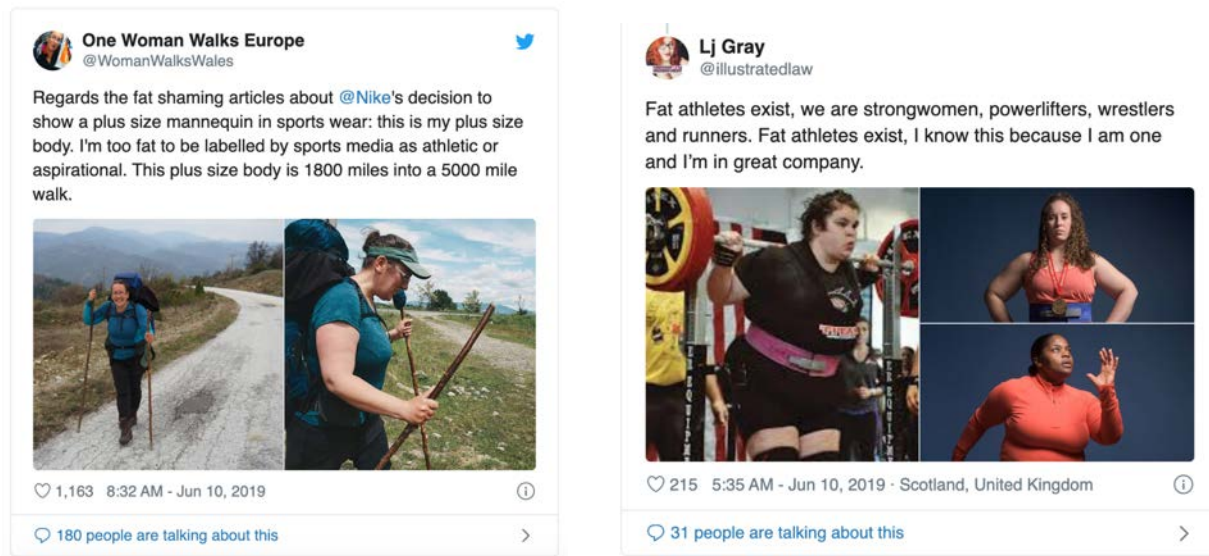 One Woman Walks Europe
@WomanWalksWales
Regards the fat shaming articles about @Nike's decision to
show a plus size mannequin in sports wear: this is my plus size
body. I'm too fat to be labelled by sports media as athletic or
aspirational. This plus size body is 1800 miles into a 5000 mile
walk.
1,163 8:32 AM - Jun 10, 2019
180 people are talking about this
Lj Gray
@illustratedlaw
Fat athletes exist, we are strongwomen, powerlifters, wrestlers
and runners. Fat athletes exist, I know this because I am one
and I'm in great company.
215 5:35 AM - Jun 10, 2019 · Scotland, United Kingdom
31 people are talking about this